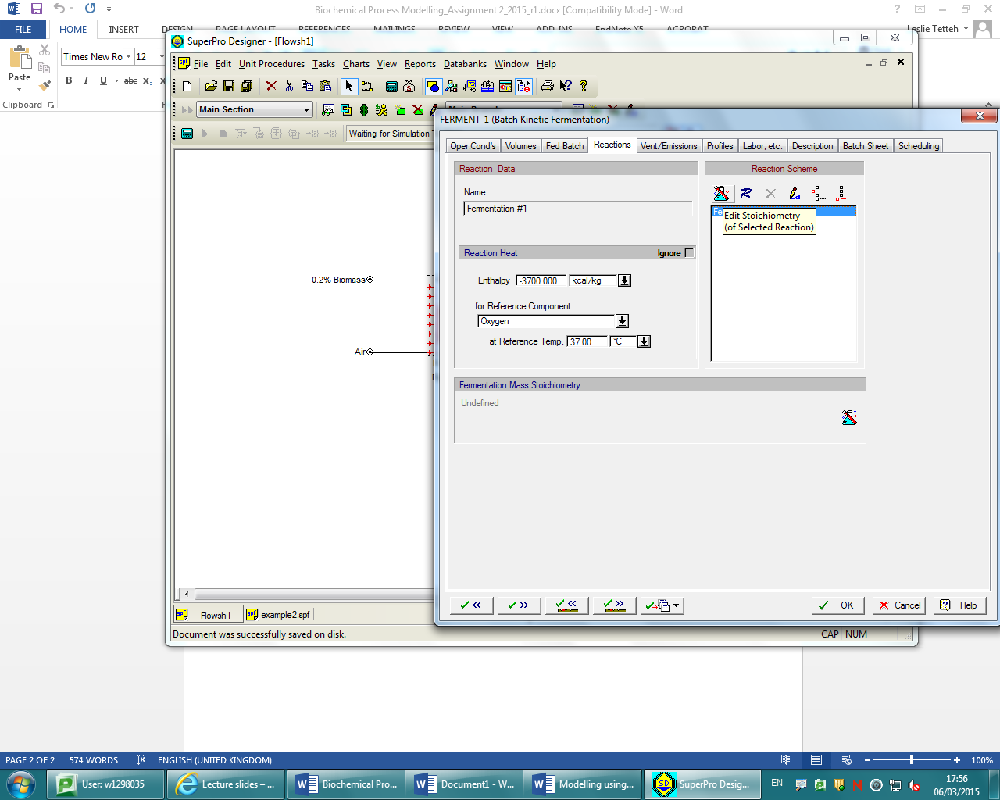 Biochemical Process Modelling_Assignment 2_2015_r1.docx [Compatibility Mode] - Word
FILE HOME INSERT DESIGN PAGE LAYOUT REFERENCES MAILINGS REVIEW VIEW ADD-INS EndNote X5 ACROBAT
Leslie Tetteh
Paste
Times New Ro 12
B I U abc x₂ x
Clipboard
SuperPro Designer - [Flowsh1]
File Edit Unit Procedures Tasks Charts View Reports Databanks Window Help
Main Section
Waiting for Simulation
0.2% Biomass
Air
Flowsh1
example2.spf
Document was successfully saved on disk.
CAP NUM
FERMENT-1 (Batch Kinetic Fermentation)
Oper.Cond's Volumes Fed Batch Reactions Vent/Emissions Profiles Labor, etc. Description Batch Sheet Scheduling
Reaction Data
Name
Fermentation #1
Reaction Heat
Ignore
Enthalpy -3700.000 kcal/kg
for Reference Component
Oxygen
at Reference Temp. 37.00 °C
Reaction Scheme
Fe
Edit Stoichiometry
(of Selected Reaction)
Fermentation Mass Stoichiometry
Undefined
OK Cancel Help
PAGE 2 OF 2 574 WORDS ENGLISH (UNITED KINGDOM)
100%
User: w1298035
Lecture slides – ...
Biochemical Pro...
Document1 - W...
Modelling using...
SuperPro Desig...
EN
17:56
06/03/2015